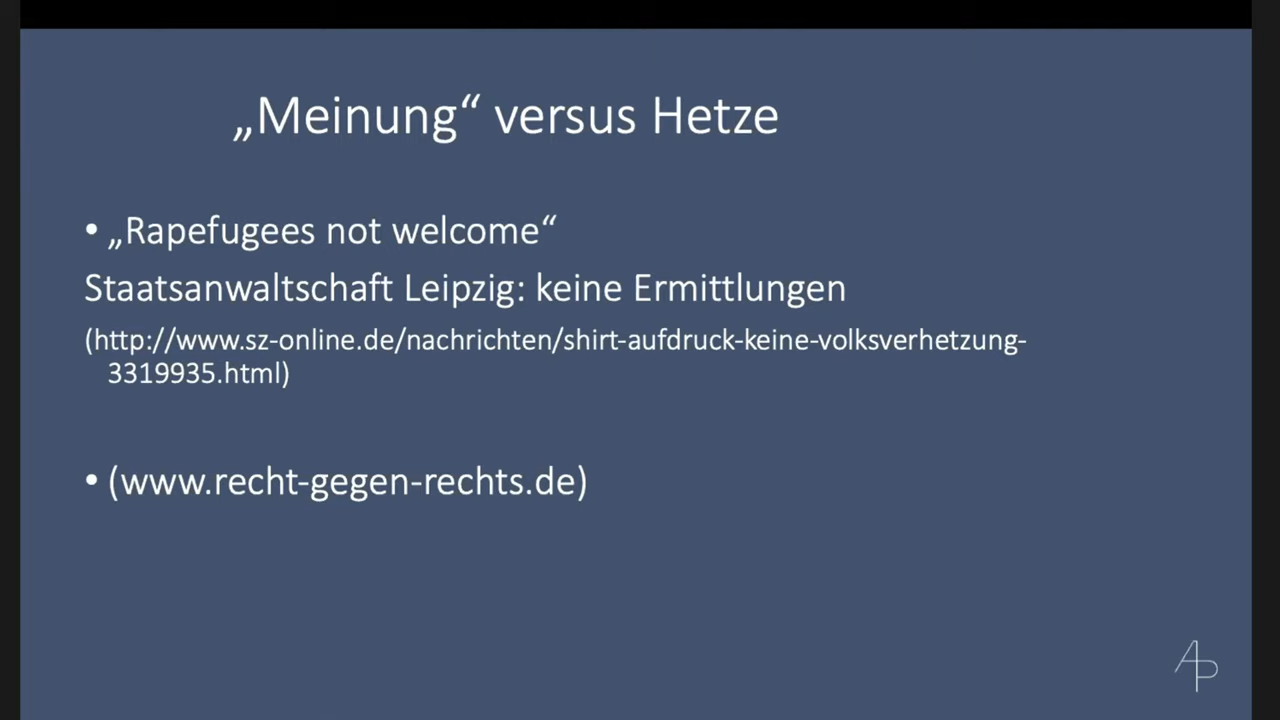 „Meinung“ versus Hetze
• „Rapefugees not welcome“
Staatsanwaltschaft Leipzig: keine Ermittlungen
(http://www.sz-online.de/nachrichten/shirt-aufdruck-keine-volksverhetzung-
3319935.html)
• (www.recht-gegen-rechts.de)
AP